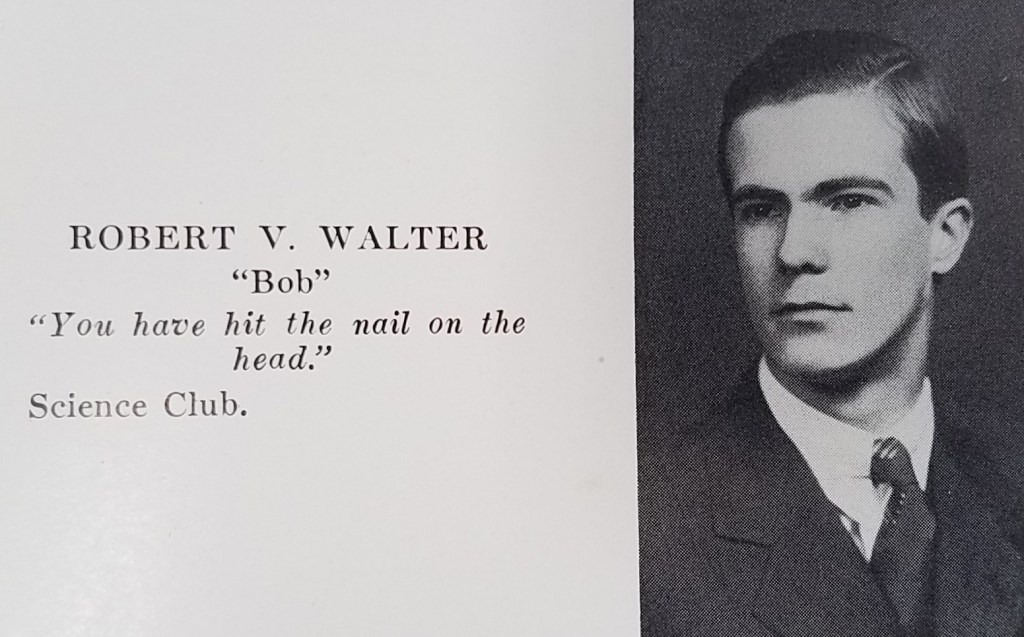 ROBERT V. WALTER
“Bob”
“You have hit the nail on the
head.”
Science Club.